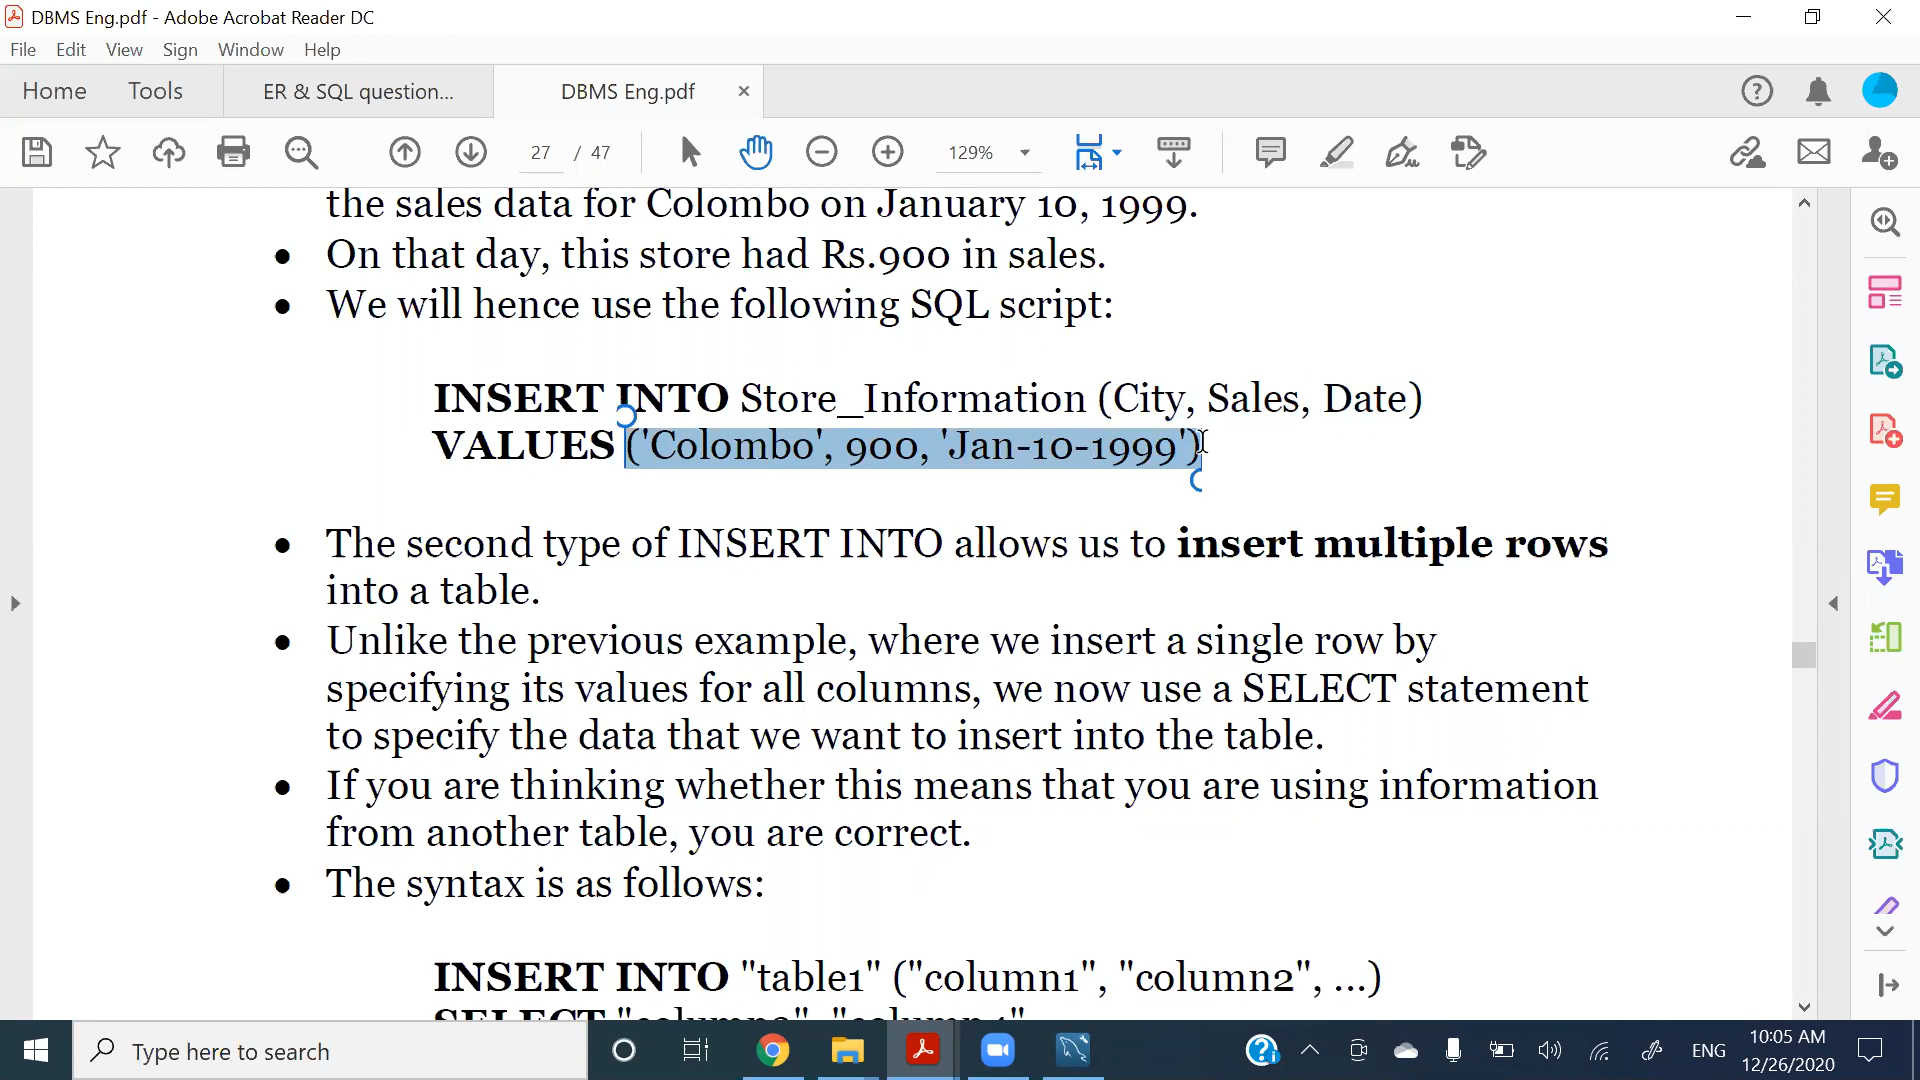 DBMS Eng.pdf - Adobe Acrobat Reader DC
File Edit View Sign Window Help
Home Tools ER & SQL question... DBMS Eng.pdf
27 / 47 129%
the sales data for Colombo on January 10, 1999.
• On that day, this store had Rs.900 in sales.
• We will hence use the following SQL script:
INSERT INTO Store_Information (City, Sales, Date)
VALUES ('Colombo', 900, 'Jan-10-1999')
• The second type of INSERT INTO allows us to insert multiple rows
into a table.
• Unlike the previous example, where we insert a single row by
specifying its values for all columns, we now use a SELECT statement
to specify the data that we want to insert into the table.
• If you are thinking whether this means that you are using information
from another table, you are correct.
• The syntax is as follows:
INSERT INTO "table1" ("column1", "column2", ...)
SELECT "column3", "column4",
Type here to search
ENG
10:05 AM
12/26/2020